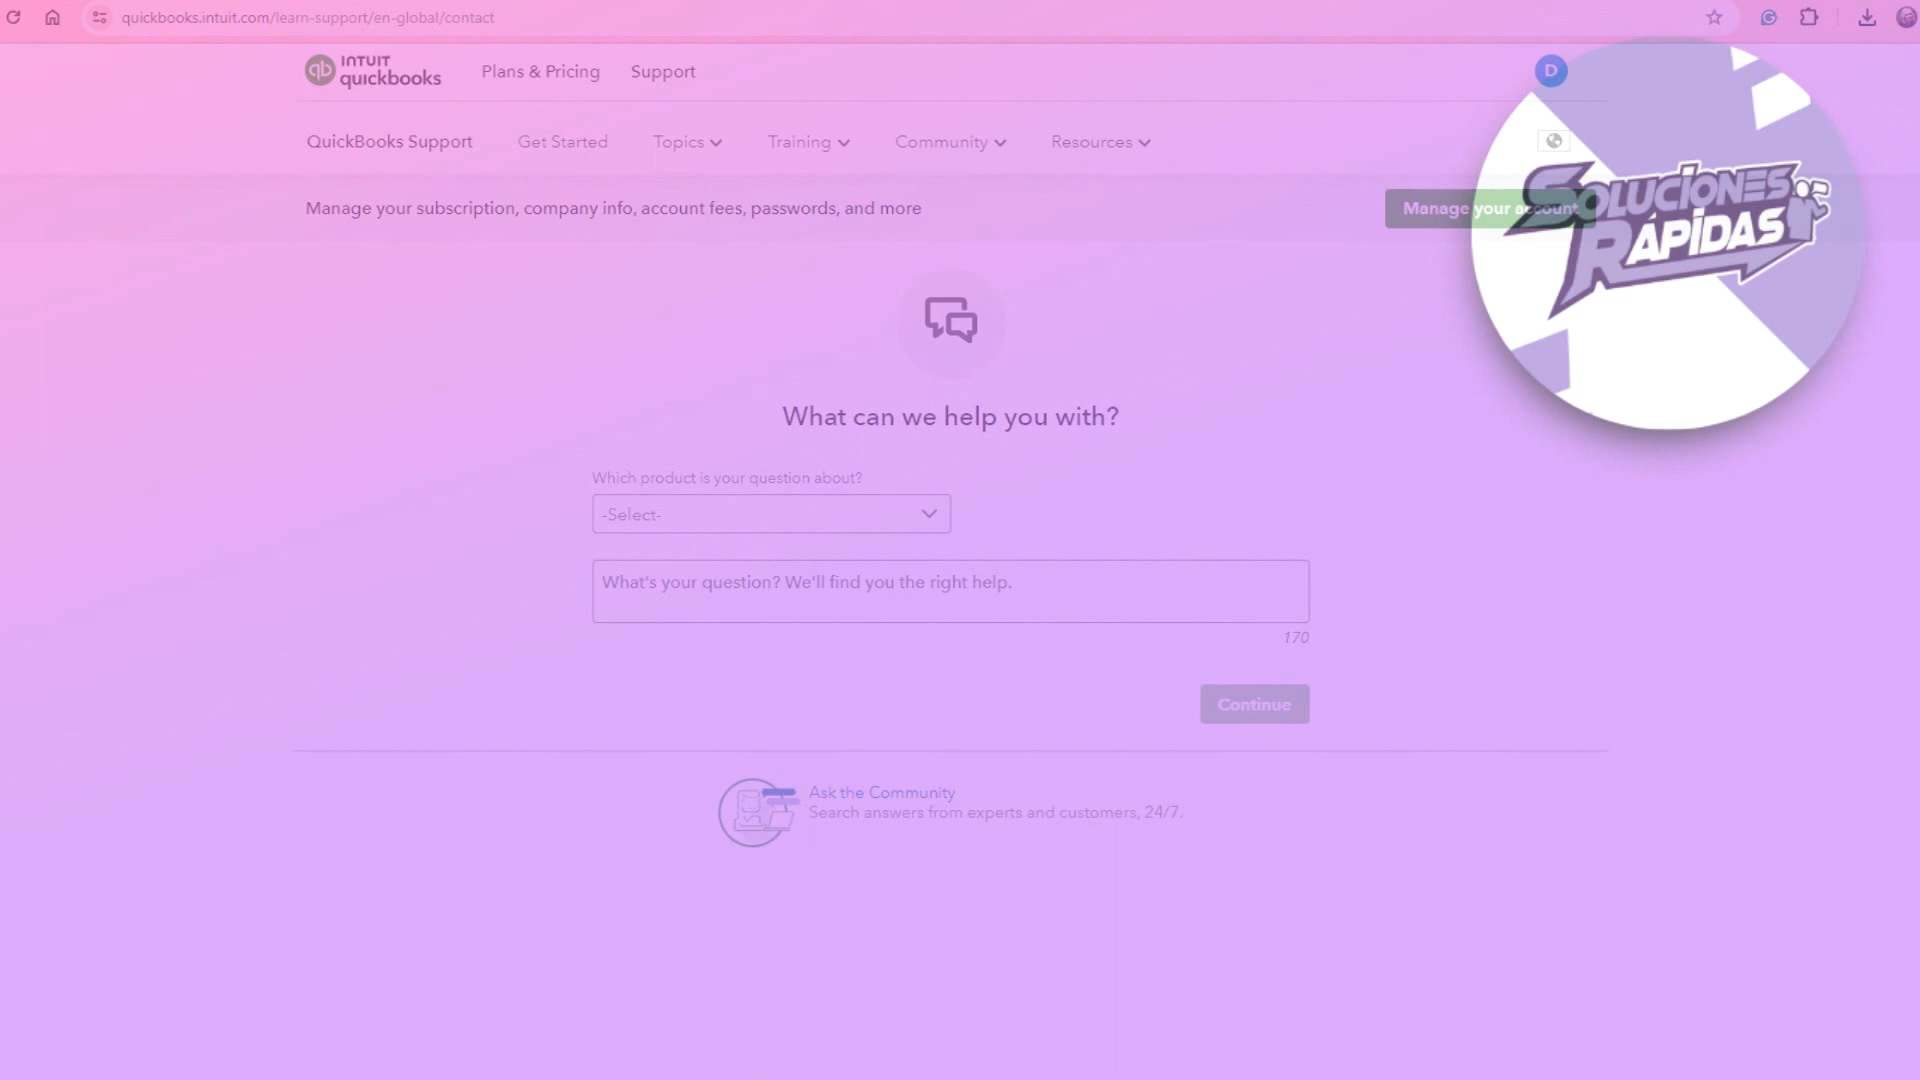 quickbooks.intuit.com/learn-support/en-global/contact
INTUIT
quickbooks
Plans & Pricing
Support
D
QuickBooks Support
Get Started
Topics
Training
Community
Resources
Manage your subscription, company info, account fees, passwords, and more
Manage your account
SOLUCIONES
RÁPIDAS
What can we help you with?
Which product is your question about?
-Select-
What's your question? We'll find you the right help.
170
Continue
Ask the Community
Search answers from experts and customers, 24/7.